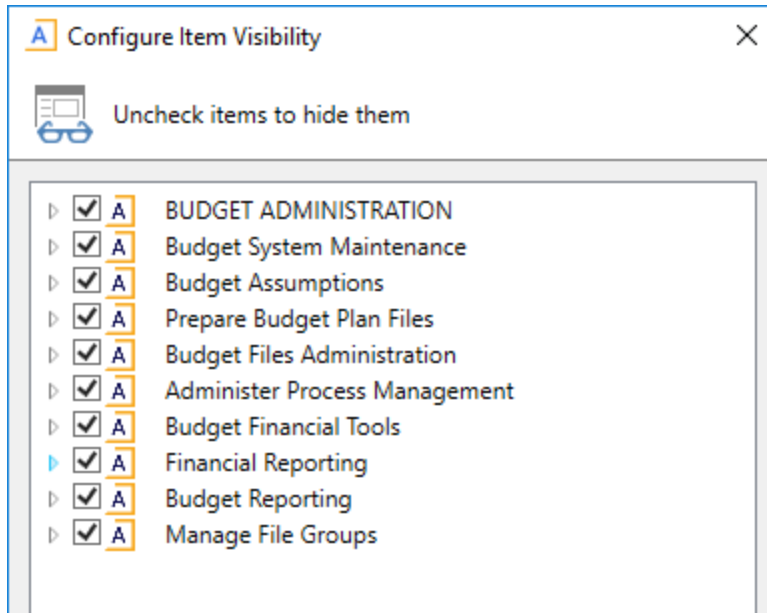 A Configure Item Visibility
Uncheck items to hide them
A BUDGET ADMINISTRATION
A Budget System Maintenance
A Budget Assumptions
A Prepare Budget Plan Files
A Budget Files Administration
A Administer Process Management
A Budget Financial Tools
A Financial Reporting
A Budget Reporting
A Manage File Groups